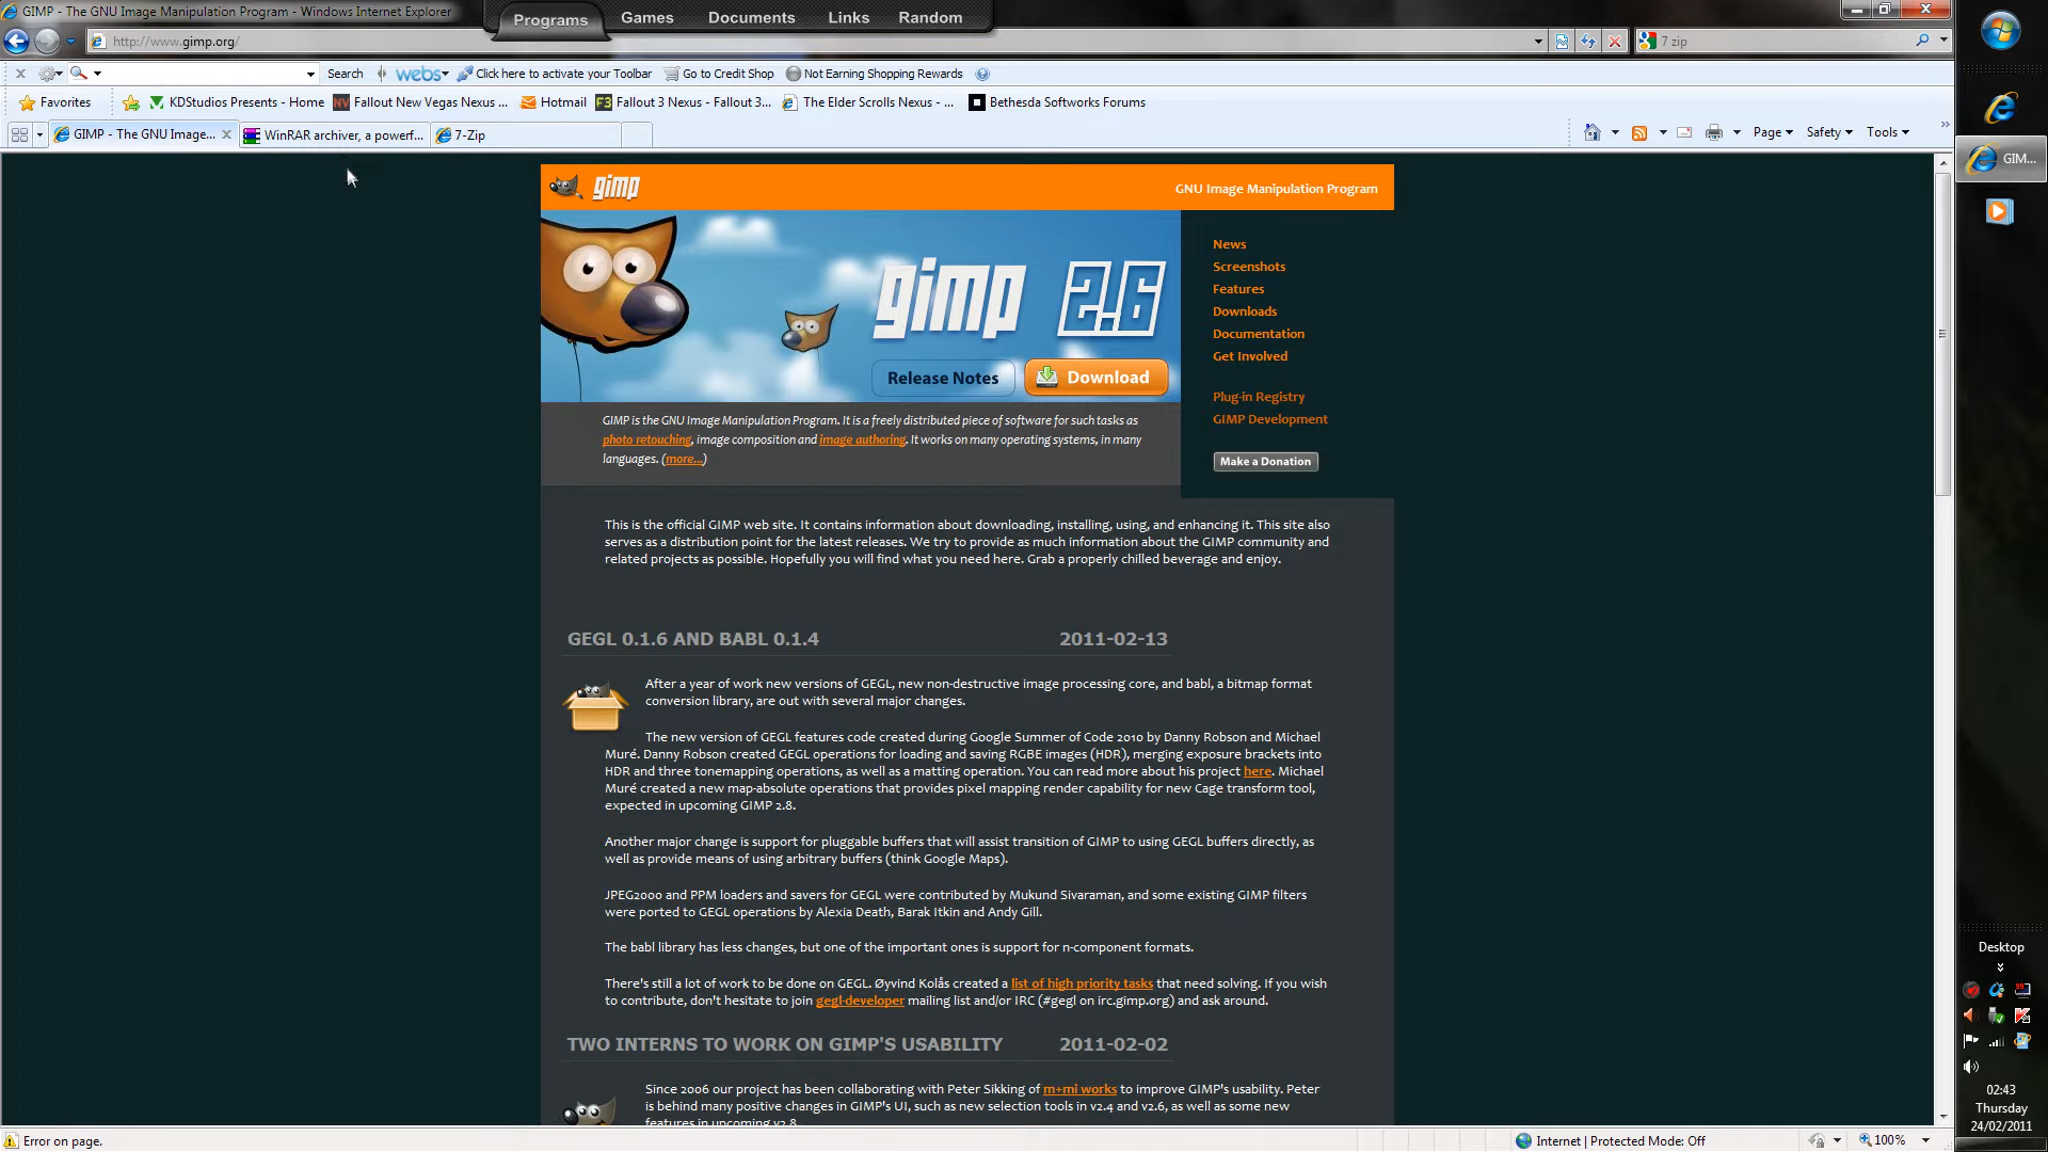 GIMP - The GNU Image Manipulation Program - Windows Internet Explorer
Programs Games Documents Links Random
http://www.gimp.org/
7 zip
Search webs Click here to activate your Toolbar Go to Credit Shop Not Earning Shopping Rewards
Favorites KDStudios Presents - Home Fallout New Vegas Nexus ... Hotmail Fallout 3 Nexus - Fallout 3... The Elder Scrolls Nexus - ... Bethesda Softworks Forums
GIMP - The GNU Image... WinRAR archiver, a powerf... 7-Zip
Page Safety Tools
GIM...
gimp
GNU Image Manipulation Program
gimp 2.6
Release Notes Download
News
Screenshots
Features
Downloads
Documentation
Get Involved
Plug-in Registry
GIMP Development
Make a Donation
GIMP is the GNU Image Manipulation Program. It is a freely distributed piece of software for such tasks as
photo retouching, image composition and image authoring. It works on many operating systems, in many
languages. (more...)
This is the official GIMP web site. It contains information about downloading, installing, using, and enhancing it. This site also
serves as a distribution point for the latest releases. We try to provide as much information about the GIMP community and
related projects as possible. Hopefully you will find what you need here. Grab a properly chilled beverage and enjoy.
GEGL 0.1.6 AND BABL 0.1.4 2011-02-13
After a year of work new versions of GEGL, new non-destructive image processing core, and babl, a bitmap format
conversion library, are out with several major changes.
The new version of GEGL features code created during Google Summer of Code 2010 by Danny Robson and Michael
Muré. Danny Robson created GEGL operations for loading and saving RGBE images (HDR), merging exposure brackets into
HDR and three tonemapping operations, as well as a matting operation. You can read more about his project here. Michael
Muré created a new map-absolute operations that provides pixel mapping render capability for new Cage transform tool,
expected in upcoming GIMP 2.8.
Another major change is support for pluggable buffers that will assist transition of GIMP to using GEGL buffers directly, as
well as provide means of using arbitrary buffers (think Google Maps).
JPEG2000 and PPM loaders and savers for GEGL were contributed by Mukund Sivaraman, and some existing GIMP filters
were ported to GEGL operations by Alexia Death, Barak Itkin and Andy Gill.
The babl library has less changes, but one of the important ones is support for n-component formats.
There's still a lot of work to be done on GEGL. Øyvind Kolås created a list of high priority tasks that need solving. If you wish
to contribute, don't hesitate to join gegl-developer mailing list and/or IRC (#gegl on irc.gimp.org) and ask around.
TWO INTERNS TO WORK ON GIMP'S USABILITY 2011-02-02
Since 2006 our project has been collaborating with Peter Sikking of m+mi works to improve GIMP's usability. Peter
is behind many positive changes in GIMP's UI, such as new selection tools in v2.4 and v2.6, as well as some new
features in upcoming v2.8
Desktop
02:43
Thursday
24/02/2011
Error on page.
Internet | Protected Mode: Off
100%